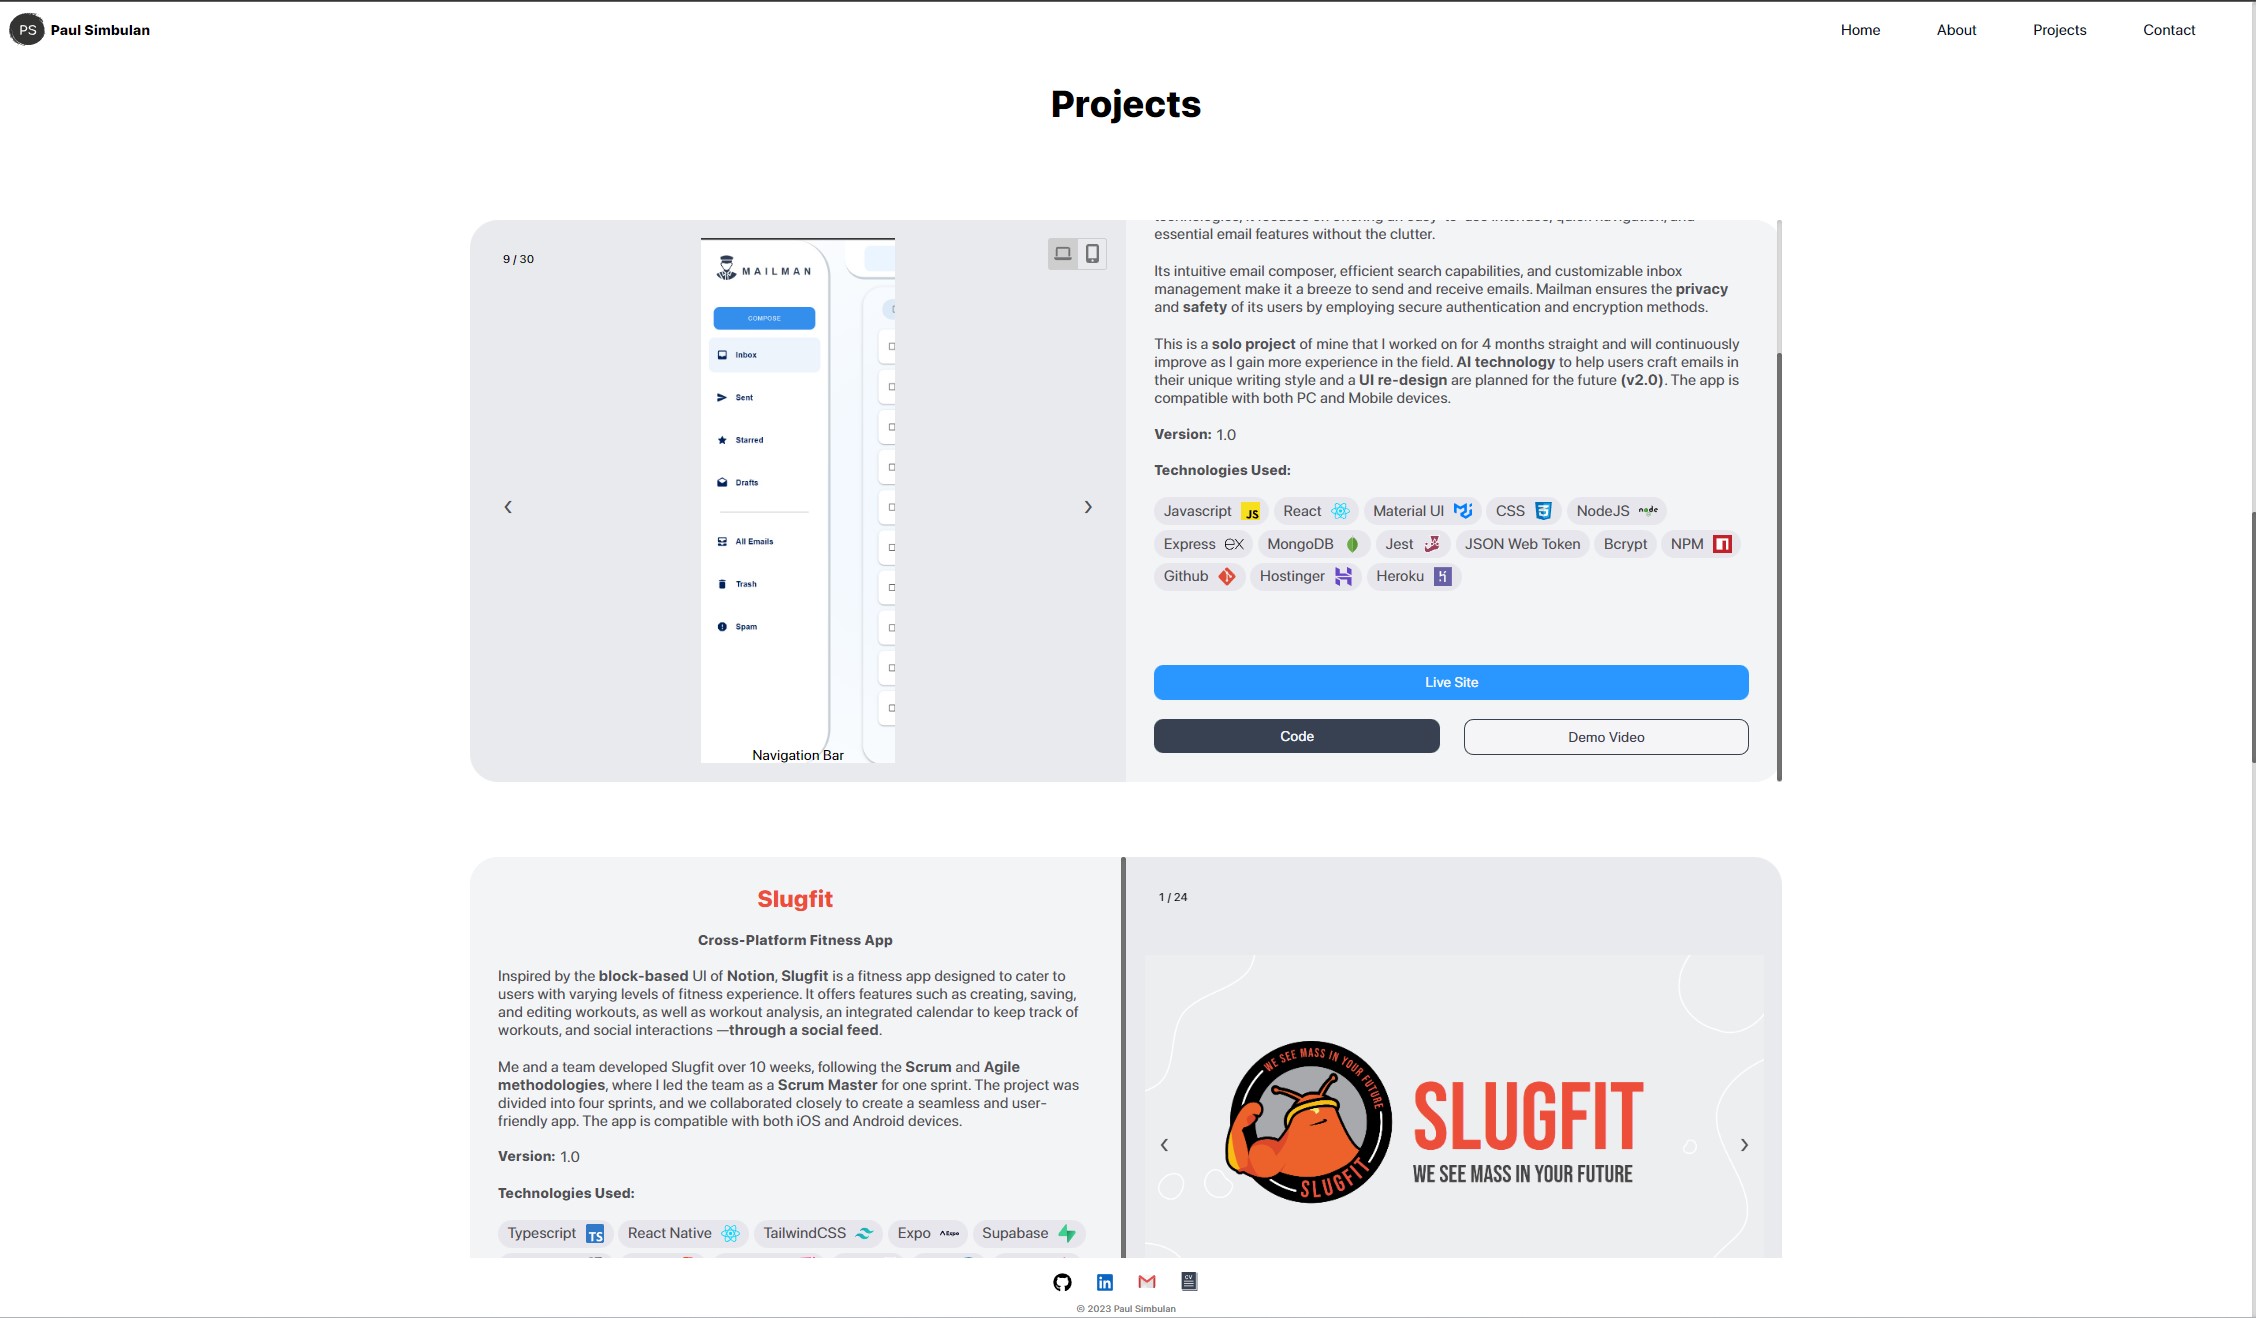 PS Paul Simbulan
Home About Projects Contact
Projects
9 / 30
MAILMAN
COMPOSE
Inbox
Sent
Starred
Drafts
All Emails
Trash
Spam
Navigation Bar
essential email features without the clutter.
Its intuitive email composer, efficient search capabilities, and customizable inbox
management make it a breeze to send and receive emails. Mailman ensures the privacy
and safety of its users by employing secure authentication and encryption methods.
This is a solo project of mine that I worked on for 4 months straight and will continuously
improve as I gain more experience in the field. AI technology to help users craft emails in
their unique writing style and a UI re-design are planned for the future (v2.0). The app is
compatible with both PC and Mobile devices.
Version: 1.0
Technologies Used:
Javascript JS React Material UI CSS NodeJS node
Express ex MongoDB Jest JSON Web Token Bcrypt NPM
Github Hostinger Heroku
Live Site
Code Demo Video
Slugfit
Cross-Platform Fitness App
Inspired by the block-based UI of Notion, Slugfit is a fitness app designed to cater to
users with varying levels of fitness experience. It offers features such as creating, saving,
and editing workouts, as well as workout analysis, an integrated calendar to keep track of
workouts, and social interactions —through a social feed.
Me and a team developed Slugfit over 10 weeks, following the Scrum and Agile
methodologies, where I led the team as a Scrum Master for one sprint. The project was
divided into four sprints, and we collaborated closely to create a seamless and user-
friendly app. The app is compatible with both iOS and Android devices.
Version: 1.0
Technologies Used:
Typescript TS React Native TailwindCSS Expo Expo Supabase
1 / 24
WE SEE MASS IN YOUR FUTURE
SLUGFIT
SLUGFIT
WE SEE MASS IN YOUR FUTURE
in CV
© 2023 Paul Simbulan